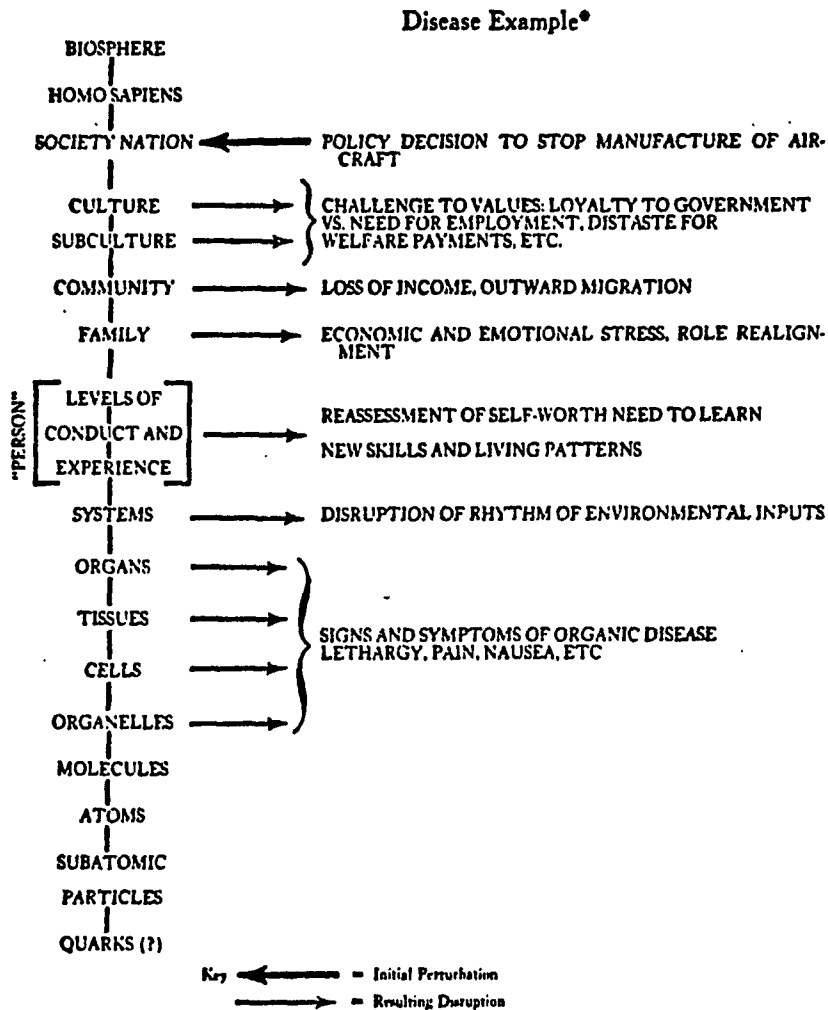 Disease Example*
BIOSPHERE
HOMO SAPIENS
SOCIETY NATION
POLICY DECISION TO STOP MANUFACTURE OF AIR-
CRAFT
CULTURE
SUBCULTURE
CHALLENGE TO VALUES: LOYALTY TO GOVERNMENT
VS. NEED FOR EMPLOYMENT, DISTASTE FOR
WELFARE PAYMENTS, ETC.
COMMUNITY
LOSS OF INCOME, OUTWARD MIGRATION
FAMILY
ECONOMIC AND EMOTIONAL STRESS, ROLE REALIGN-
MENT
"PERSON"
LEVELS OF
CONDUCT AND
EXPERIENCE
REASSESSMENT OF SELF-WORTH NEED TO LEARN
NEW SKILLS AND LIVING PATTERNS
SYSTEMS
DISRUPTION OF RHYTHM OF ENVIRONMENTAL INPUTS
ORGANS
TISSUES
CELLS
ORGANELLES
SIGNS AND SYMPTOMS OF ORGANIC DISEASE
LETHARGY, PAIN, NAUSEA, ETC
MOLECULES
ATOMS
SUBATOMIC
PARTICLES
QUARKS (?)
Key = Initial Perturbation
= Resulting Disruption